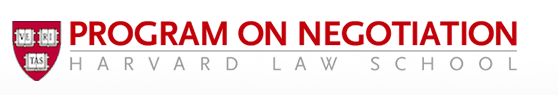 VE RI
TAS
PROGRAM ON NEGOTIATION
HARVARD LAW SCHOOL